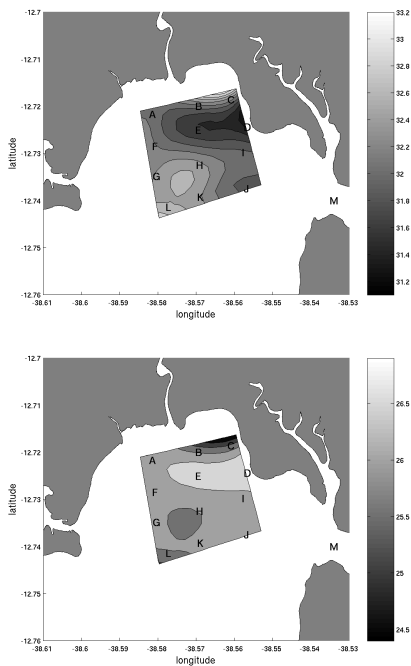 -12.7
33.2
33
-12.71
32.8
32.6
C
-12.72
B
A
32.4
E
D
latitude
-12.73
F
32.2
I
H
32
G
J
-12.74
K
M
31.8
L
31.6
-12.75
31.4
31.2
-12.76
-38.61 -38.6 -38.59 -38.58 -38.57 -38.56 -38.55 -38.54 -38.53
longitude
-12.7
26.5
-12.71
26
C
-12.72
B
A
D
E
latitude
-12.73
F
25.5
I
H
G
J
-12.74
K
M
L
25
-12.75
24.5
-12.76
-38.61 -38.6 -38.59 -38.58 -38.57 -38.56 -38.55 -38.54 -38.53
longitude